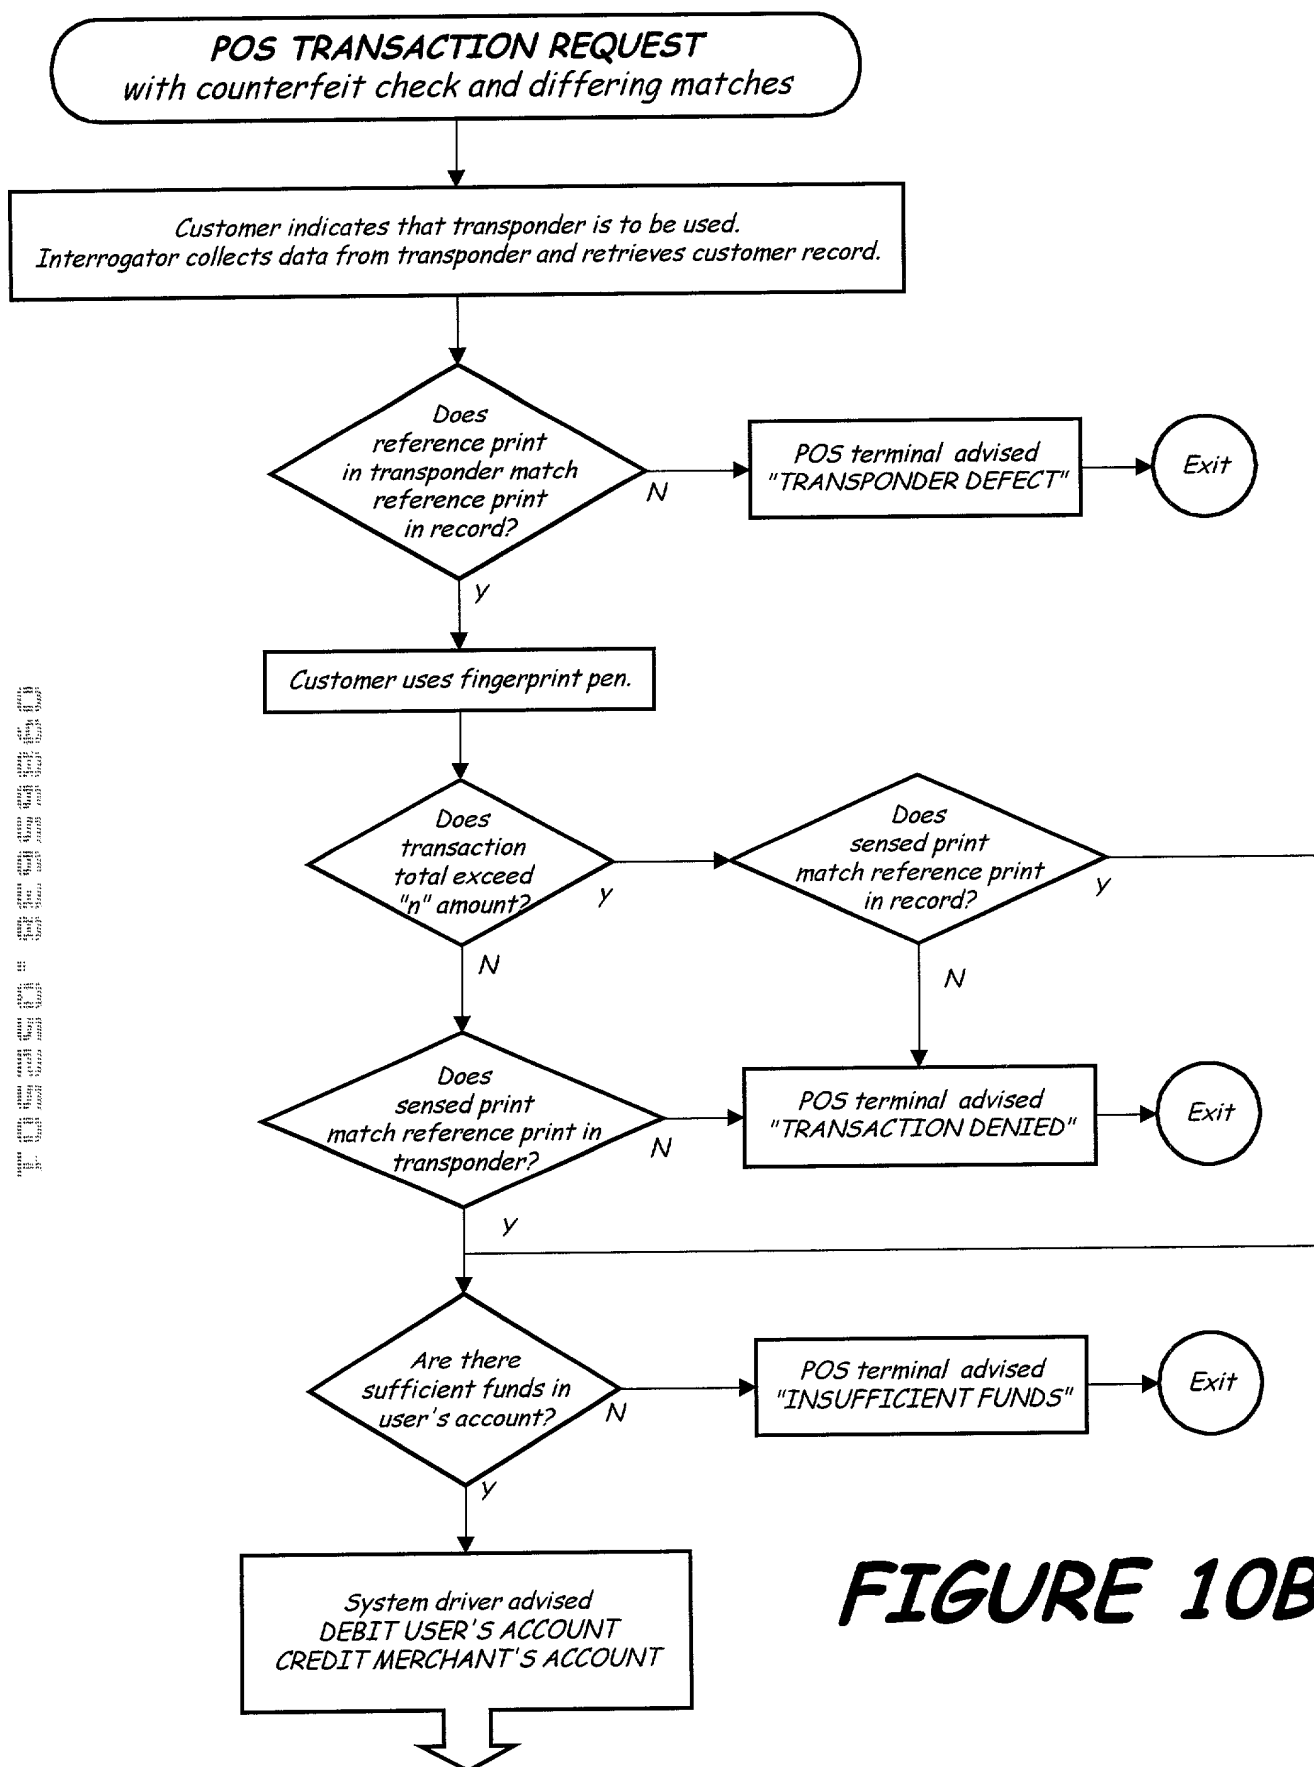 POS TRANSACTION REQUEST
with counterfeit check and differing matches
Customer indicates that transponder is to be used.
Interrogator collects data from transponder and retrieves customer record.
Does
reference print
in transponder match
reference print
in record?
N
POS terminal advised
"TRANSPONDER DEFECT"
Exit
Y
Customer uses fingerprint pen.
Does
transaction
total exceed
"n" amount?
Y
Does
sensed print
match reference print
in record?
Y
N
N
Does
sensed print
match reference print in
transponder?
N
POS terminal advised
"TRANSACTION DENIED"
Exit
Y
Are there
sufficient funds in
user's account?
N
POS terminal advised
"INSUFFICIENT FUNDS"
Exit
Y
System driver advised
DEBIT USER'S ACCOUNT
CREDIT MERCHANT'S ACCOUNT
FIGURE 10B